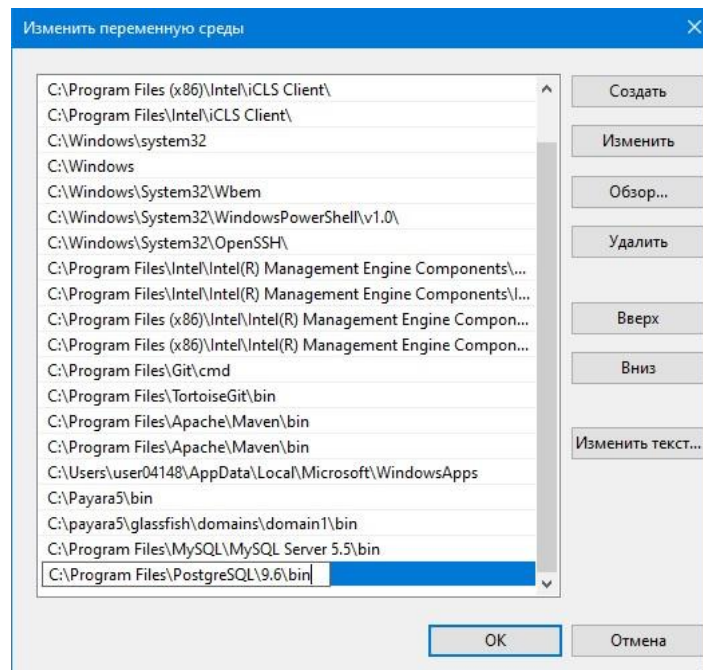 Изменить переменную среды
C:\Program Files (x86)\Intel\iCLS Client\
C:\Program Files\Intel\iCLS Client\
C:\Windows\system32
C:\Windows
C:\Windows\System32\Wbem
C:\Windows\System32\WindowsPowerShell\v1.0\
C:\Windows\System32\OpenSSH\
C:\Program Files\Intel\Intel(R) Management Engine Components\...
C:\Program Files\Intel\Intel(R) Management Engine Components\I...
C:\Program Files (x86)\Intel\Intel(R) Management Engine Compon...
C:\Program Files (x86)\Intel\Intel(R) Management Engine Compon...
C:\Program Files\Git\cmd
C:\Program Files\TortoiseGit\bin
C:\Program Files\Apache\Maven\bin
C:\Program Files\Apache\Maven\bin
C:\Users\user04148\AppData\Local\Microsoft\WindowsApps
C:\Payara5\bin
C:\payara5\glassfish\domains\domain1\bin
C:\Program Files\MySQL\MySQL Server 5.5\bin
C:\Program Files\PostgreSQL\9.6\bin
Создать
Изменить
Обзор...
Удалить
Вверх
Вниз
Изменить текст...
OK
Отмена